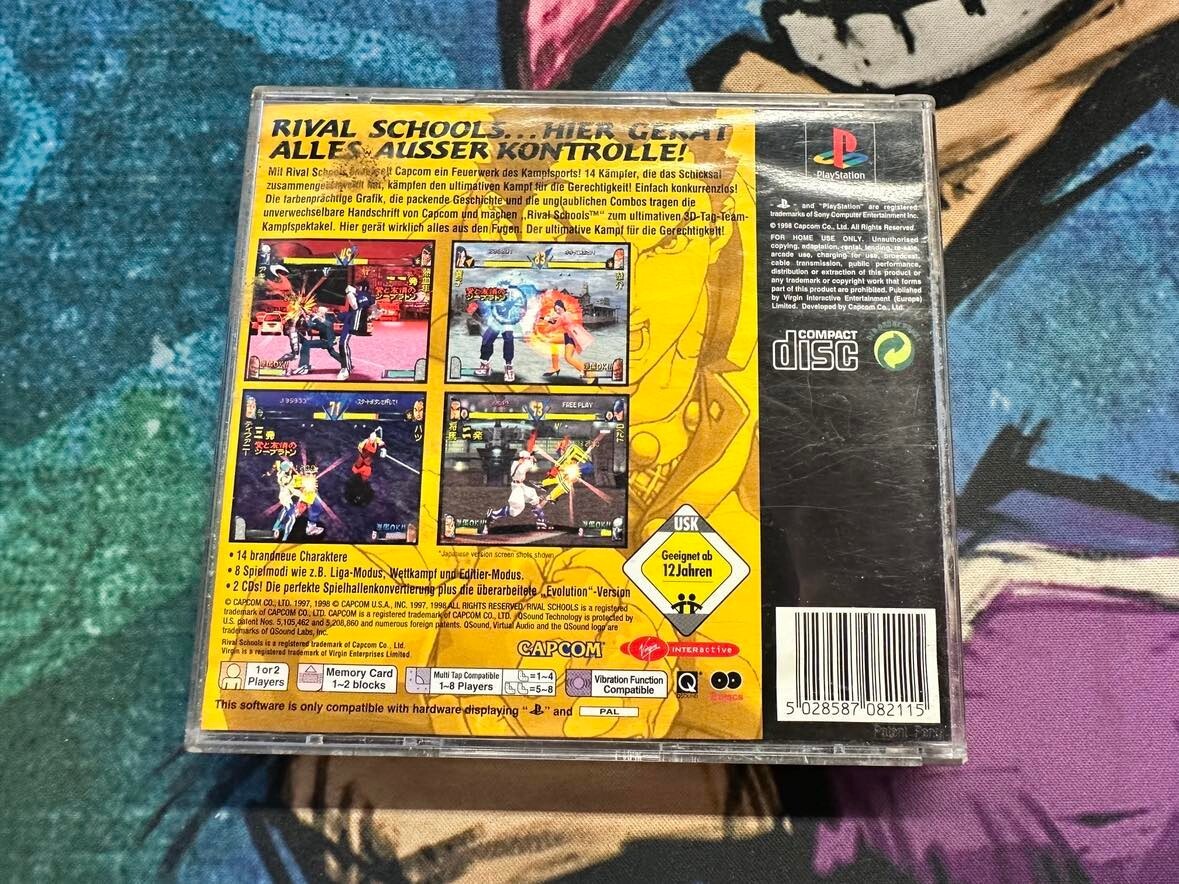 RIVAL SCHOOLS... HIER GERÄT
ALLES AUSSER KONTROLLE!
Mit Rival Schools Capcom ein Feuerwerk des Kampfsports! 14 Kämpfer, die das Schicksal
kämpfen den ultimativen Kampf für die Gerechtigkeit! Einfach konkurrenzlos!
Die farbenprächtige Grafik, die packende Geschichte und die unglaublichen Combos tragen die
unverwechselbare Handschrift von Capcom und machen „Rival Schools™“ zum ultimativen 3D-Tag-Team-
Kampfspektakel. Hier gerät wirklich alles aus den Fugen. Der ultimative Kampf für die Gerechtigkeit!
73
FREE PLAY
71
*Japanese version screen shots shown
• 14 brandneue Charaktere
• 8 Spielmodi wie z.B. Liga-Modus, Wettkampf und Editier-Modus.
• 2 CDs! Die perfekte Spielhallenkonvertierung plus die überarbeitete „Evolution“-Version
© CAPCOM CO., LTD. 1997, 1998 © CAPCOM U.S.A., INC. 1997, 1998 ALL RIGHTS RESERVED. RIVAL SCHOOLS is a registered
trademark of CAPCOM CO., LTD. CAPCOM is a registered trademark of CAPCOM CO., LTD. QSound Technology is protected by
U.S. patent Nos. 5,105,462 and 5,208,860 and numerous foreign patents. QSound, Virtual Audio and the QSound logo are
trademarks of QSound Labs, Inc.
Rival Schools is a registered trademark of Capcom Co., Ltd.
Virgin is a registered trademark of Virgin Enterprises Limited.
CAPCOM
Virgin INTERACTIVE
USK
Geeignet ab
12 Jahren
1 or 2
Players
Memory Card
1~2 blocks
Multi Tap Compatible
1~8 Players
=1~4
=5~8
Vibration Function
Compatible
QSOUND
2 DISCS
This software is only compatible with hardware displaying “ ” and PAL
PlayStation
" " and "PlayStation" are registered
trademarks of Sony Computer Entertainment Inc.
© 1998 Capcom Co., Ltd. All Rights Reserved.
FOR HOME USE ONLY. Unauthorised
copying, adaptation, rental, lending, re-sale,
arcade use, charging for use, broadcast,
cable transmission, public performance,
distribution or extraction of this product or
any trademark or copyright work that forms
part of this product are prohibited. Published
by Virgin Interactive Entertainment (Europe)
Limited. Developed by Capcom Co., Ltd.
COMPACT
disc
5 028587 082115
Patent Pend